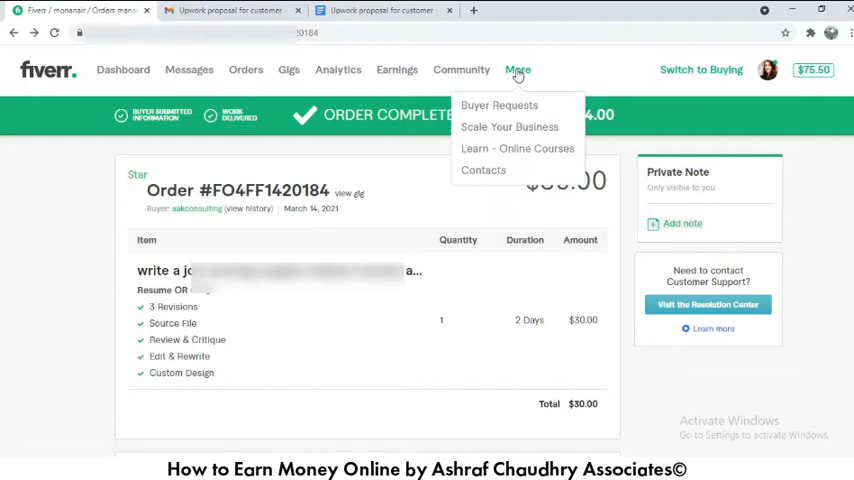 Fiverr / monanair / Orders mana
Upwork proposal for customer -
Upwork proposal for customer -
20184
fiverr.
Dashboard
Messages
Orders
Gigs
Analytics
Earnings
Community
More
Switch to Buying
$75.50
BUYER SUBMITTED
INFORMATION
WORK
DELIVERED
ORDER COMPLETE
4.00
Buyer Requests
Scale Your Business
Learn - Online Courses
Contacts
Star
Order #FO4FF1420184 view gig
$30.00
Buyer: aakconsulting (view history) | March 14, 2021
Item Quantity Duration Amount
write a jo a...
Resume OR
3 Revisions
Source File
Review & Critique
Edit & Rewrite
Custom Design
1 2 Days $30.00
Total $30.00
Private Note
Only visible to you
Add note
Need to contact
Customer Support?
Visit the Resolution Center
Learn more
Activate Windows
Go to Settings to activate Windows.
How to Earn Money Online by Ashraf Chaudhry Associates©